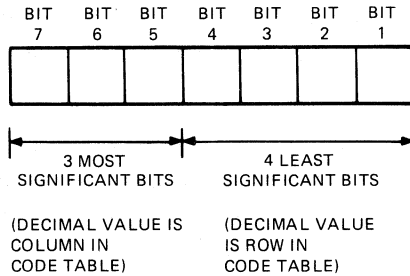 BIT BIT BIT BIT BIT BIT BIT
7 6 5 4 3 2 1
3 MOST
SIGNIFICANT BITS
4 LEAST
SIGNIFICANT BITS
(DECIMAL VALUE IS
COLUMN IN
CODE TABLE)
(DECIMAL VALUE
IS ROW IN
CODE TABLE)